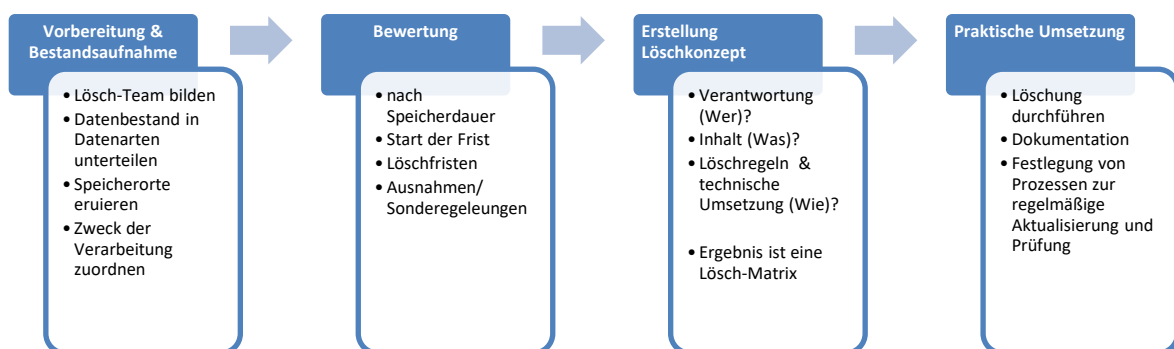 Vorbereitung &
Bestandsaufnahme
• Lösch-Team bilden
• Datenbestand in
Datenarten
unterteilen
• Speicherorte
eruieren
• Zweck der
Verarbeitung
zuordnen
Bewertung
• nach
Speicherdauer
• Start der Frist
• Löschfristen
• Ausnahmen/
Sonderegeleungen
Erstellung
Löschkonzept
• Verantwortung
(Wer)?
• Inhalt (Was)?
• Löschregeln &
technische
Umsetzung (Wie)?
• Ergebnis ist eine
Lösch-Matrix
Praktische Umsetzung
• Löschung
durchführen
• Dokumentation
• Festlegung von
Prozessen zur
regelmäßige
Aktualisierung und
Prüfung